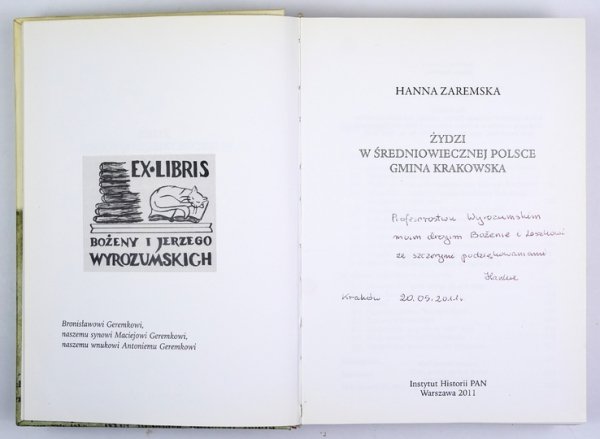 EX-LIBRIS
BOŻENY I JERZEGO
WYROZUMSKICH
Bronisławowi Geremkowi,
naszemu synowi Maciejowi Geremkowi,
naszemu wnukowi Antoniemu Geremkowi
HANNA ZAREMSKA
ŻYDZI
W ŚREDNIOWIECZNEJ POLSCE
GMINA KRAKOWSKA
Profesorostwu Wyrozumskim
moim drogim Bożenie i
ze szczerymi podziękowaniami
Hanka
Kraków 20.09.2011.
Instytut Historii PAN
Warszawa 2011